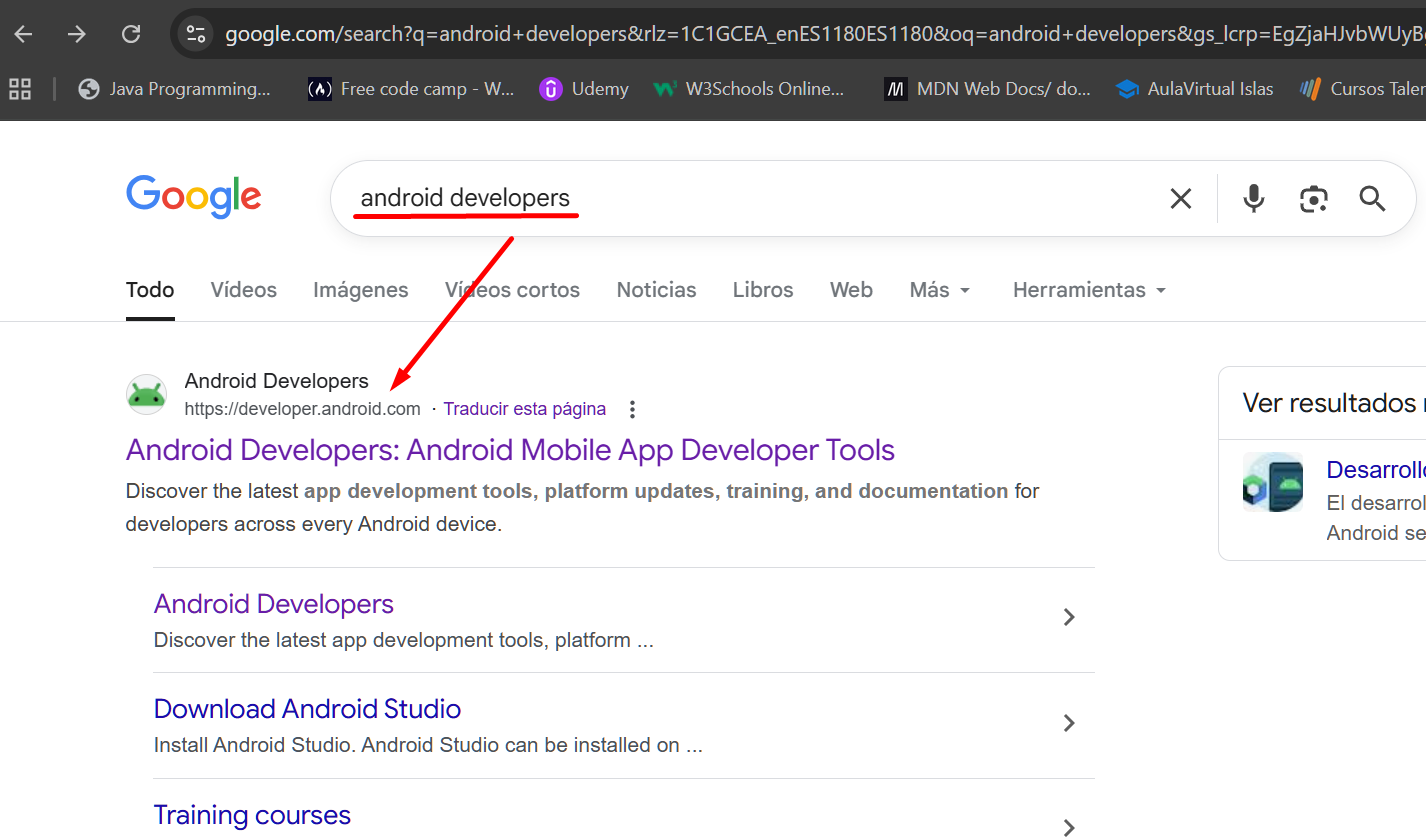 google.com/search?q=android+developers&rlz=1C1GCEA_enES1180ES1180&oq=android+developers&gs_lcrp=EgZjaHJvbWUyBg
Java Programming... Free code camp - W... Udemy W3Schools Online... MDN Web Docs/ do... AulaVirtual Islas Cursos Taler
Google android developers
Todo Vídeos Imágenes Vídeos cortos Noticias Libros Web Más Herramientas
Android Developers
https://developer.android.com · Traducir esta página
Ver resultados
Android Developers: Android Mobile App Developer Tools
Discover the latest app development tools, platform updates, training, and documentation for
developers across every Android device.
Desarrollo
El desarrol
Android se
Android Developers
Discover the latest app development tools, platform ...
Download Android Studio
Install Android Studio. Android Studio can be installed on ...
Training courses